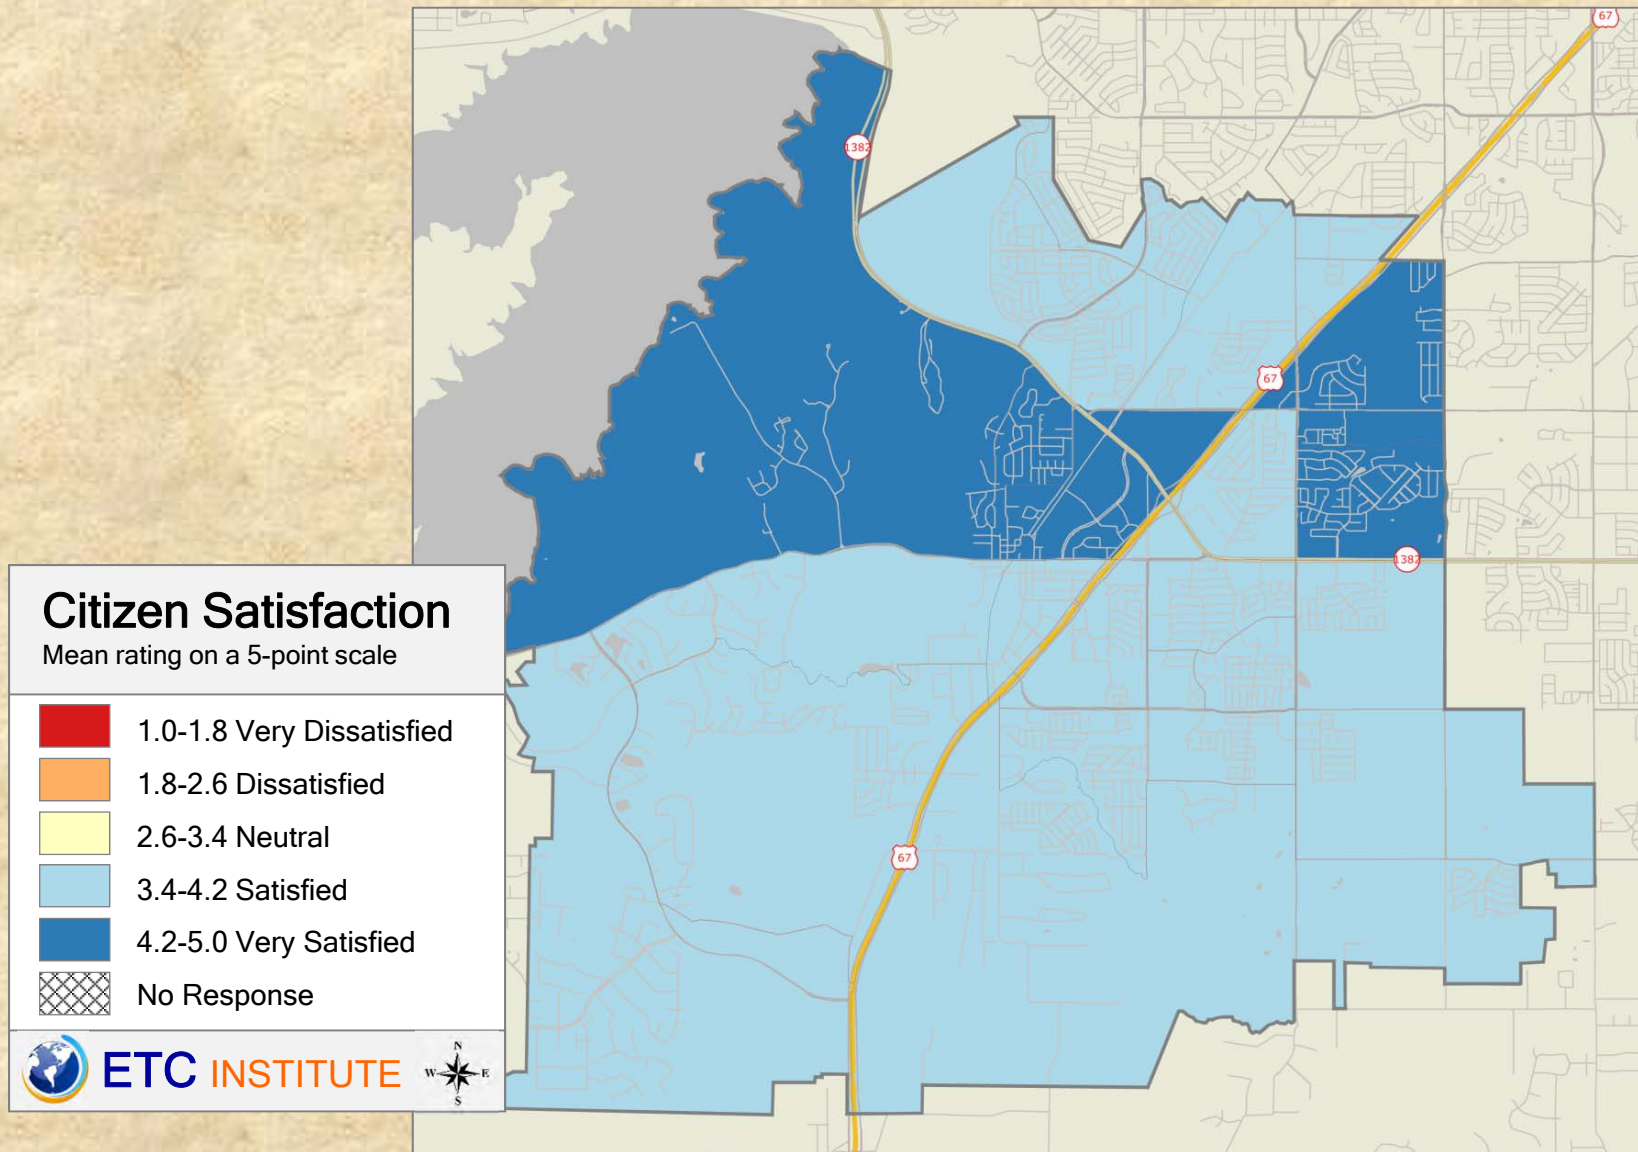 67
1382
67
1382
67
Citizen Satisfaction
Mean rating on a 5-point scale
1.0-1.8 Very Dissatisfied
1.8-2.6 Dissatisfied
2.6-3.4 Neutral
3.4-4.2 Satisfied
4.2-5.0 Very Satisfied
No Response
ETC INSTITUTE
N
W E
S